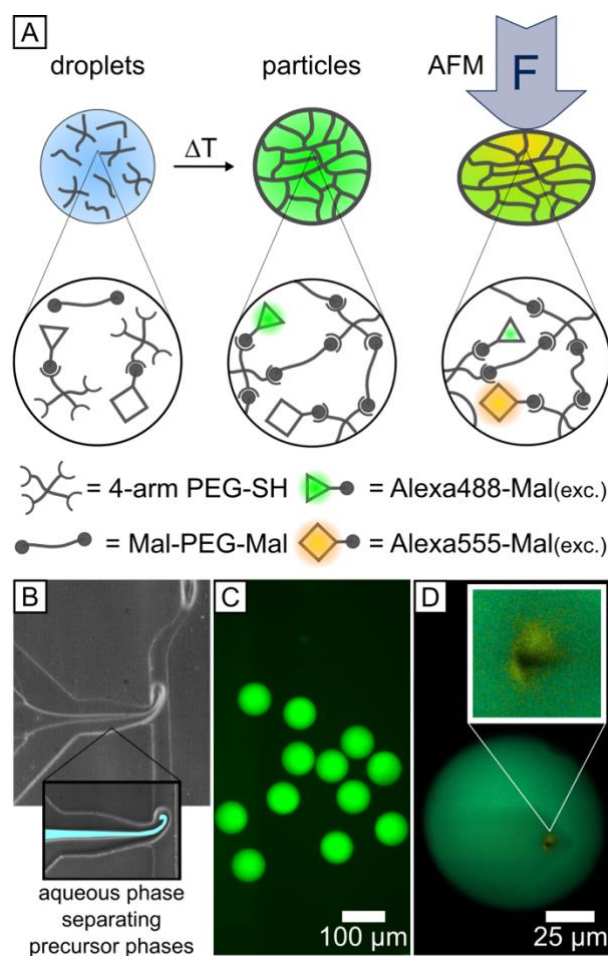 A
droplets
particles
AFM
F
ΔT
= 4-arm PEG-SH
= Alexa488-Mal(exc.)
= Mal-PEG-Mal
= Alexa555-Mal(exc.)
B
aqueous phase
separating
precursor phases
C
100 µm
D
25 µm